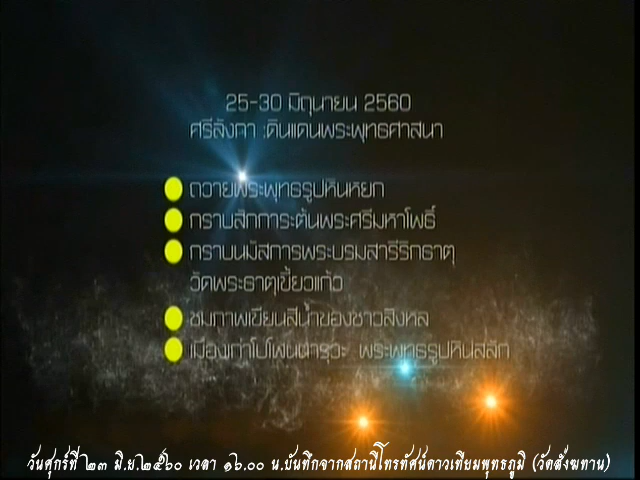 25-30 มิถุนายน 2560
ศรีลังกา :ดินแดนพระพุทธศาสนา
ถวายพระพุทธรูปหินหยก
กราบสักการะต้นพระศรีมหาโพธิ์
กราบนมัสการพระบรมสารีริกธาตุ
วัดพระธาตุเขี้ยวแก้ว
ชมภาพเขียนสีน้ำของชาวสิงหล
เมืองเก่าโปโฬนนารุวะ พระพุทธรูปหินสลัก
วันศุกร์ที่ ๒๓ มิ.ย.๒๕๖๐ เวลา ๑๖.๐๐ น.บันทึกจากสถานีโทรทัศน์ดาวเทียมพุทธภูมิ (วัดสังฆทาน)